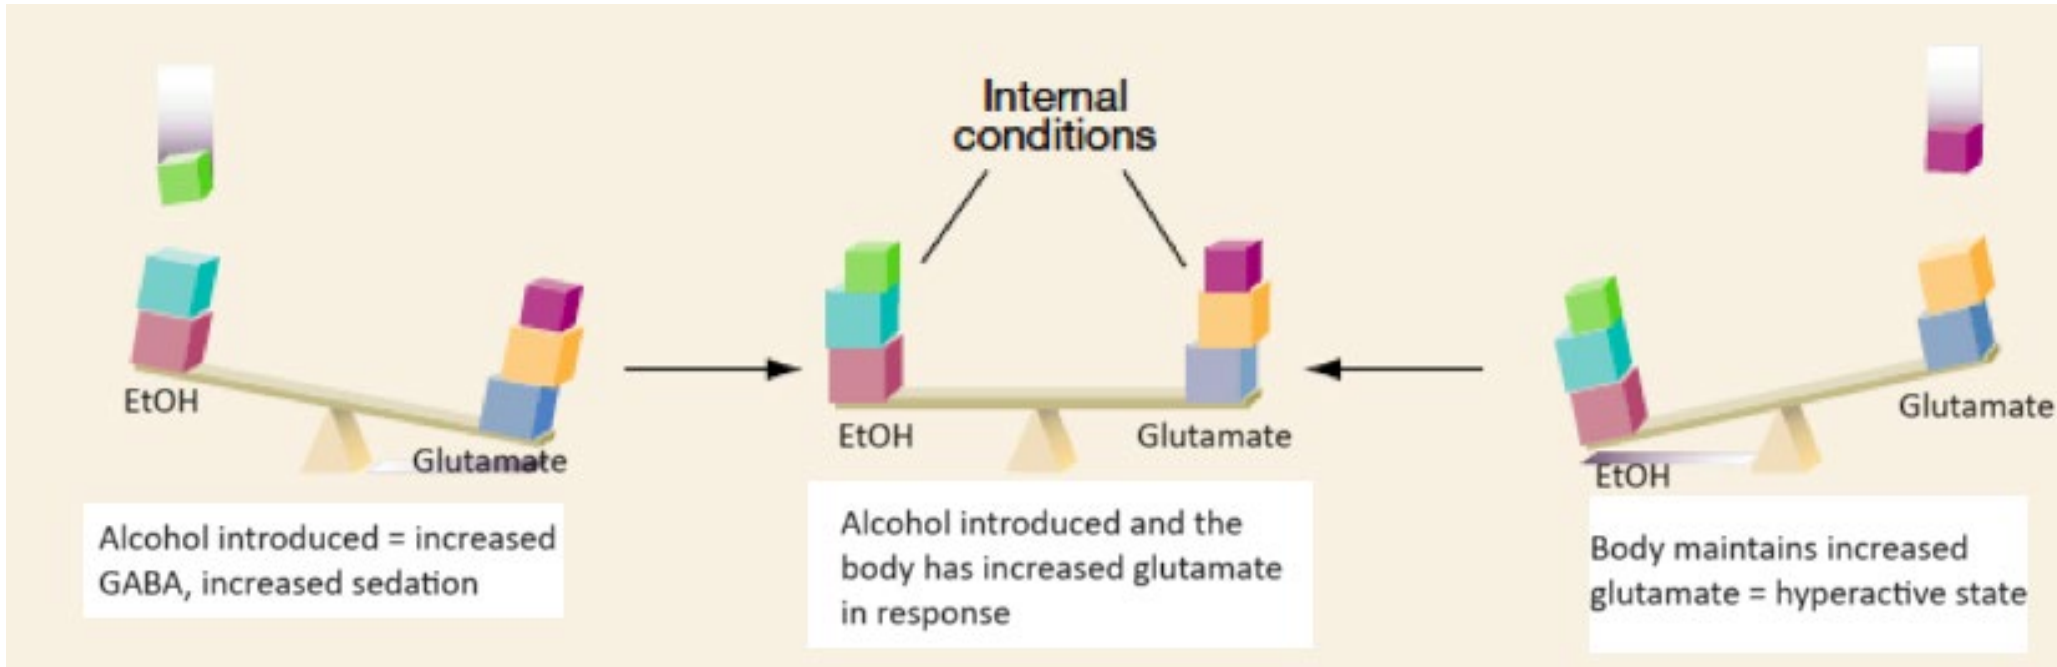 Internal
conditions
EtOH
Glutamate
EtOH
Glutamate
EtOH
Glutamate
Alcohol introduced = increased
GABA, increased sedation
Alcohol introduced and the
body has increased glutamate
in response
Body maintains increased
glutamate = hyperactive state